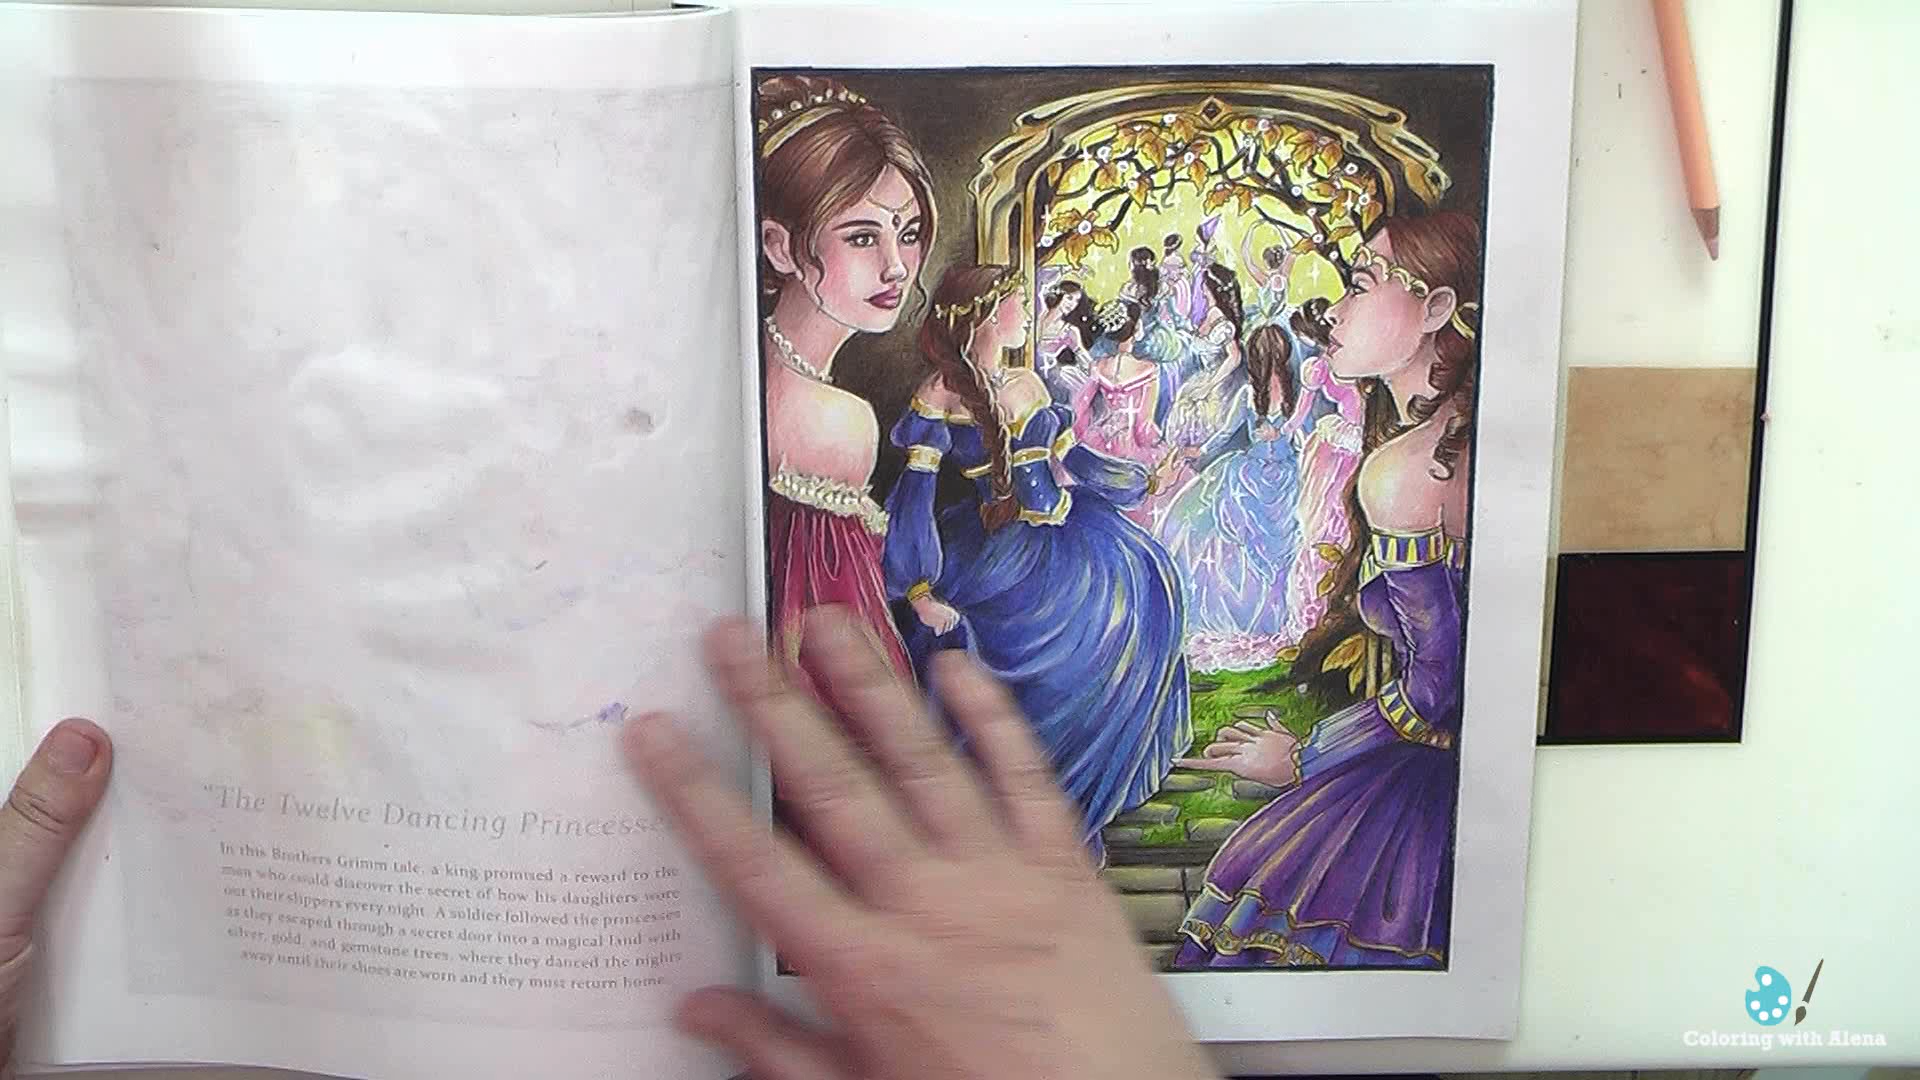 "The Twelve Dancing Princesses
In this Brothers Grimm tale, a king promised a reward to the
man who could discover the secret of how his daughters wore
out their slippers every night. A soldier followed the princesses
as they escaped through a secret door into a magical land with
silver, gold, and gemstone trees, where they danced the nights
away until their shoes are worn and they must return home.
Coloring with Alena